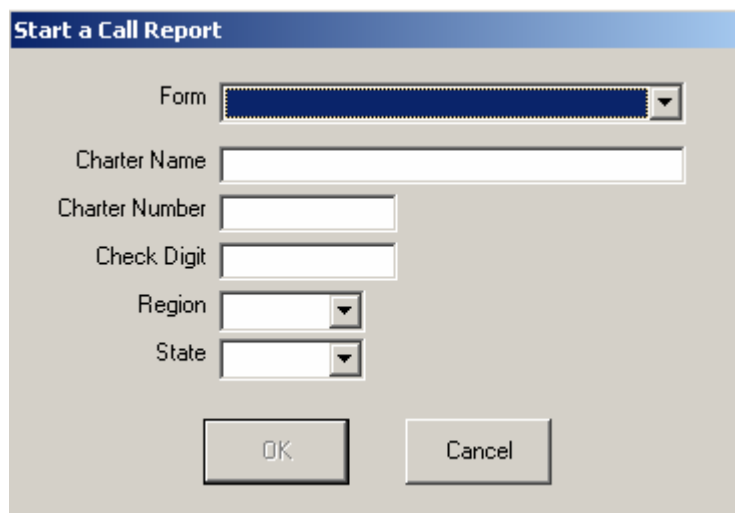 Start a Call Report
Form
Charter Name
Charter Number
Check Digit
Region
State
OK Cancel